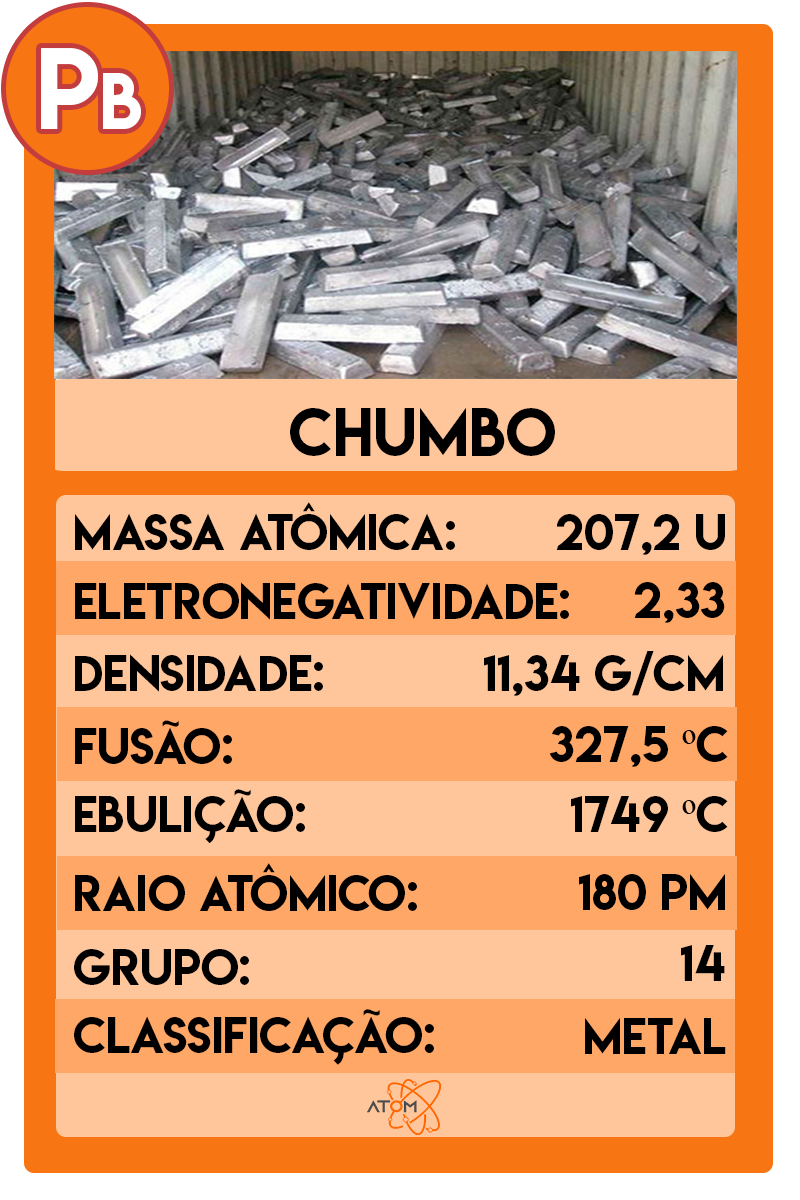 PB
CHUMBO
MASSA ATÔMICA: 207,2 U
ELETRONEGATIVIDADE: 2,33
DENSIDADE: 11,34 G/CM
FUSÃO: 327,5 ºC
EBULIÇÃO: 1749 ºC
RAIO ATÔMICO: 180 PM
GRUPO: 14
CLASSIFICAÇÃO: METAL
ATOM